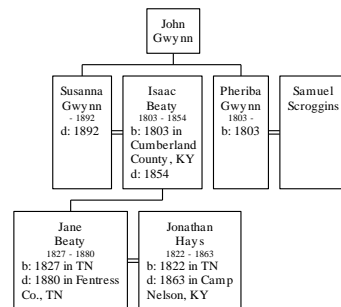 John
Gwynn
Susanna
Gwynn
- 1892
d: 1892
Isaac
Beaty
1803 - 1854
b: 1803 in
Cumberland
County, KY
d: 1854
Pheriba
Gwynn
1803 -
b: 1803
Samuel
Scroggins
Jane
Beaty
1827 - 1880
b: 1827 in TN
d: 1880 in Fentress
Co., TN
Jonathan
Hays
1822 - 1863
b: 1822 in TN
d: 1863 in Camp
Nelson, KY